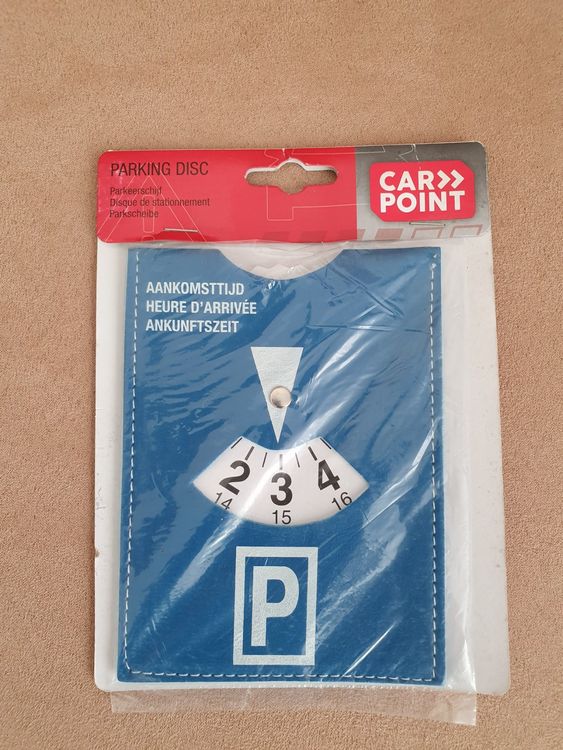 PARKING DISC
Parkeerschijf
Disque de stationnement
Parkscheibe
CAR
POINT
AANKOMSTTIJD
HEURE D'ARRIVÉE
ANKUNFTSZEIT
2 3 4
14 15 16
P